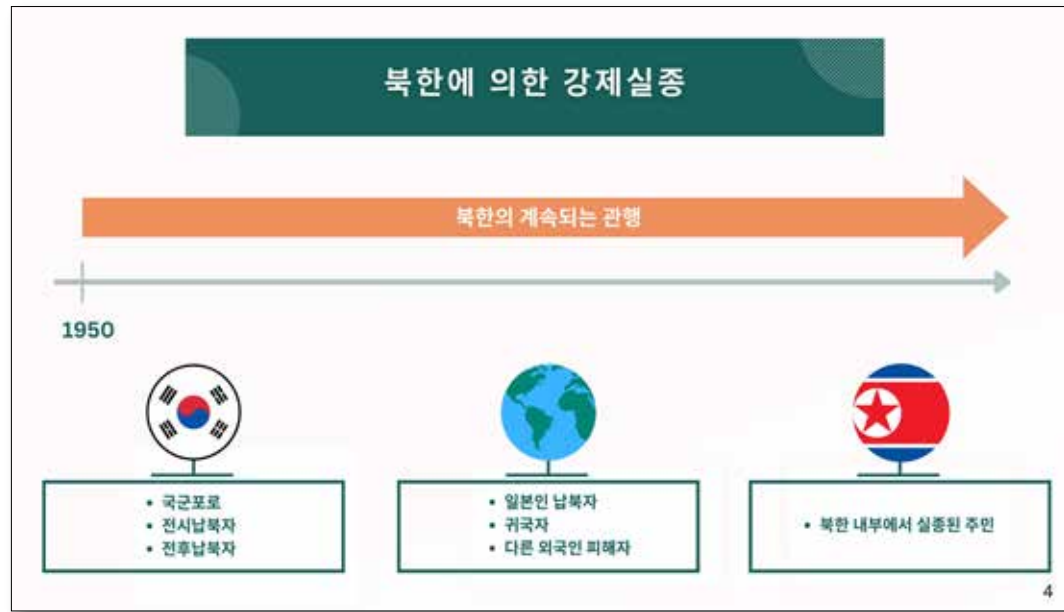 북한에 의한 강제실종
북한의 계속되는 관행
1950
• 국군포로
• 전시납북자
• 전후납북자
• 일본인 납북자
• 귀국자
• 다른 외국인 피해자
• 북한 내부에서 실종된 주민
4